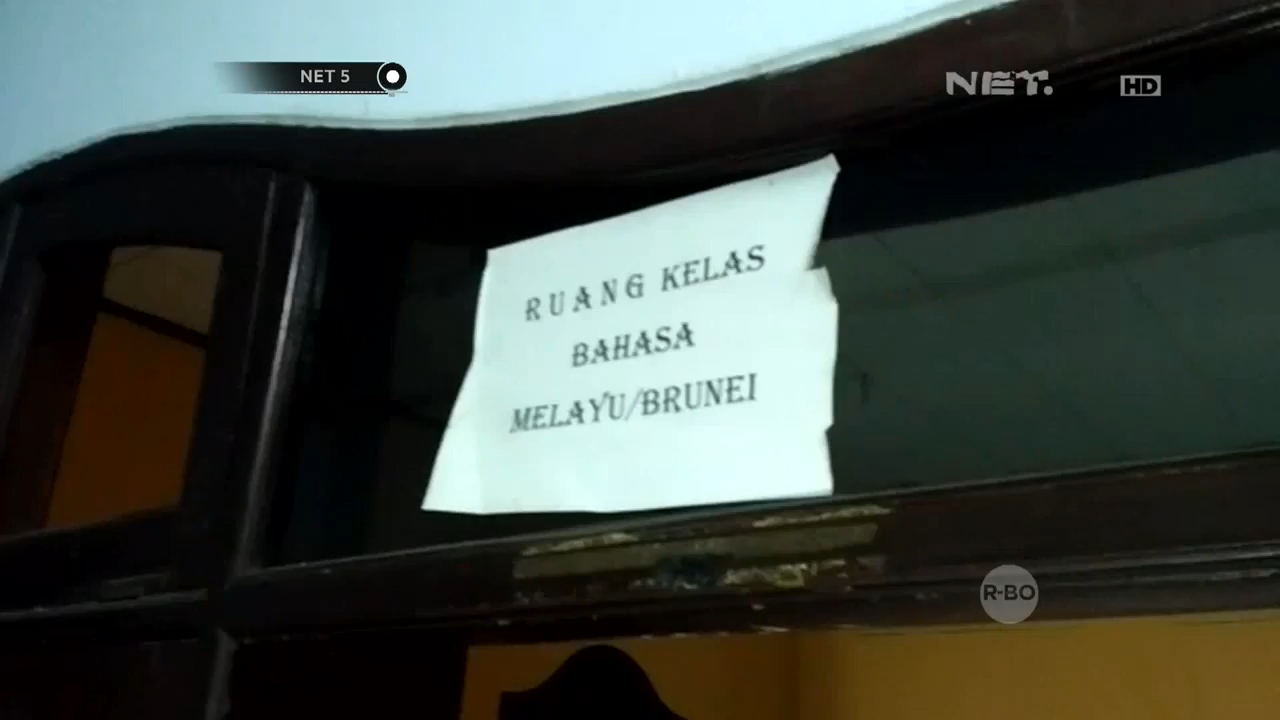 NET 5
NET.
HD
RUANG KELAS
BAHASA
MELAYU/BRUNEI
R-BO